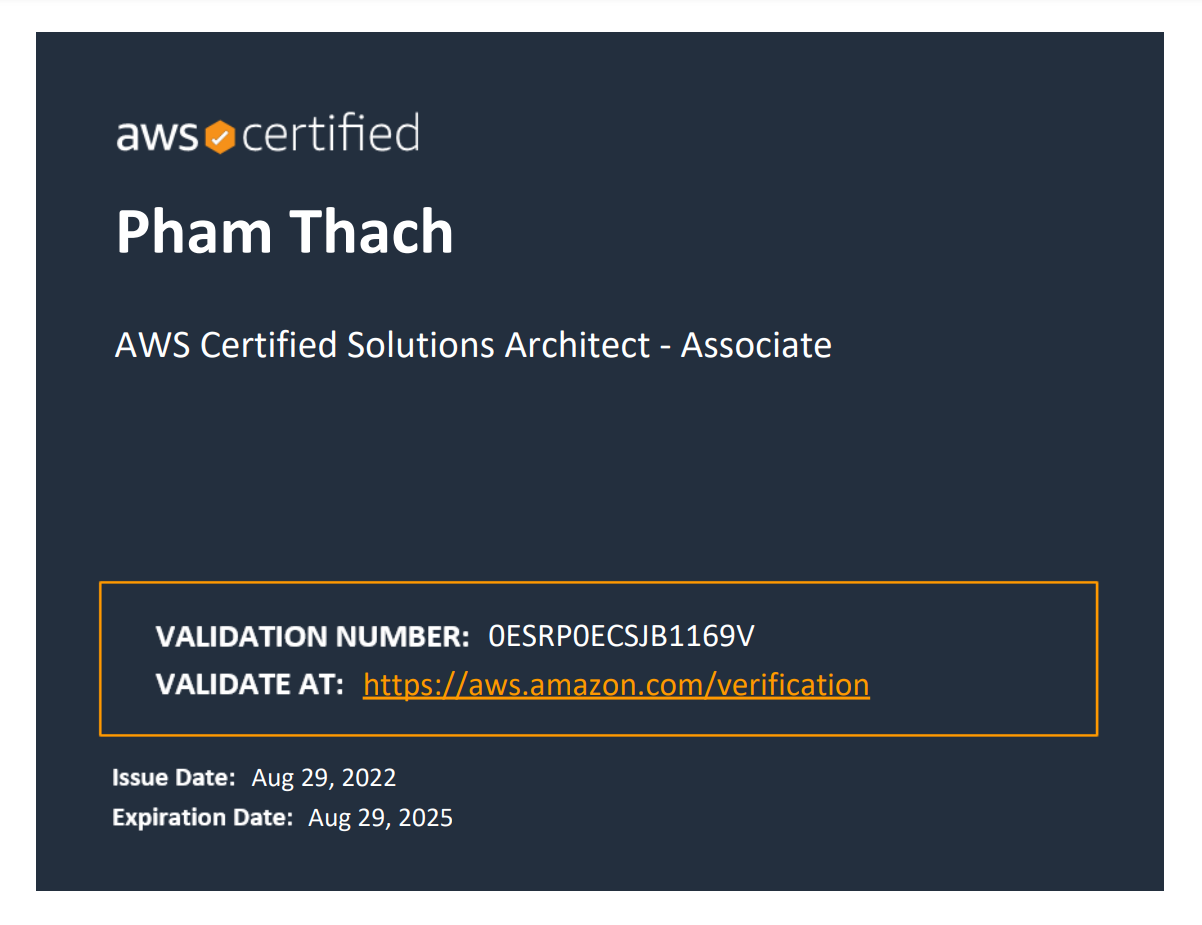 aws certified
Pham Thach
AWS Certified Solutions Architect - Associate
VALIDATION NUMBER: 0ESRP0ECSJB1169V
VALIDATE AT: https://aws.amazon.com/verification
Issue Date: Aug 29, 2022
Expiration Date: Aug 29, 2025